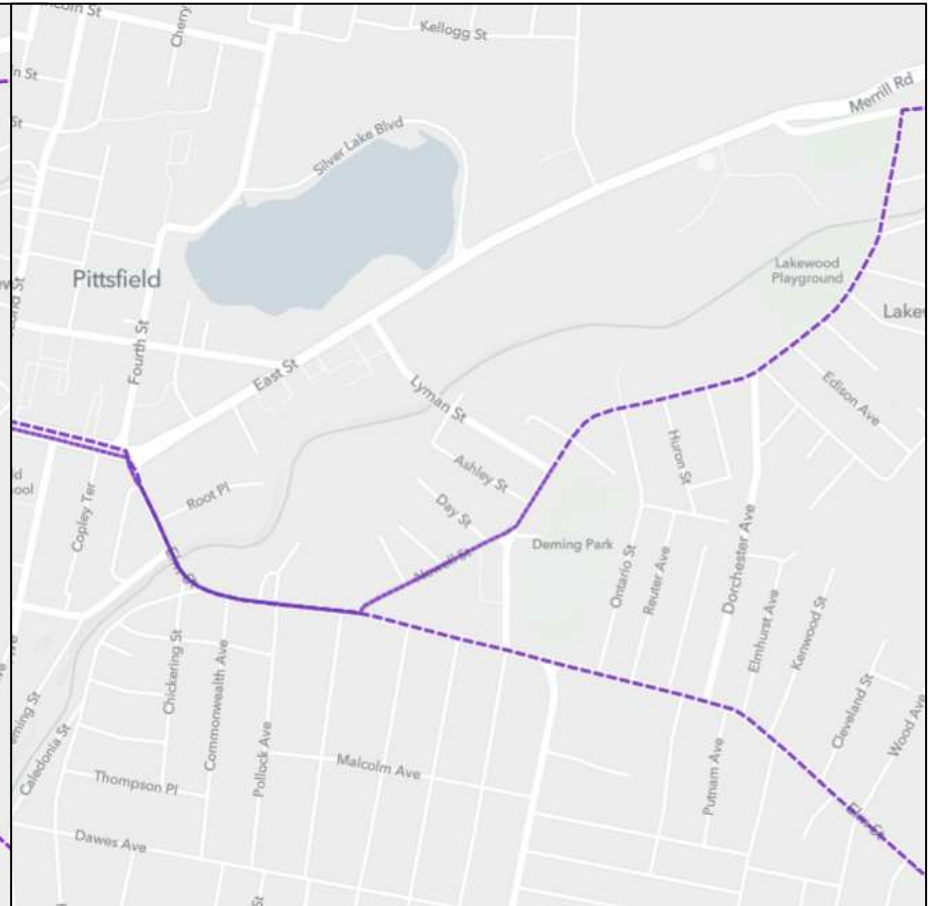 Cherry
Kellogg St
Merrill Rd
Silver Lake Blvd
Pittsfield
Lakewood
Playground
Fourth St
East St
Lyman St
Edison Ave
Huron St
Ashley St
Copley Ter
Root Pl
Day St
Deming Park
Ontario St
Reuter Ave
Dorchester Ave
Elmhurst Ave
Kenwood St
Chickering St
Commonwealth Ave
Pollock Ave
Malcolm Ave
Putnam Ave
Cleveland St
Wood Ave
Caledonia St
Thompson Pl
Dawes Ave
Elm St
St